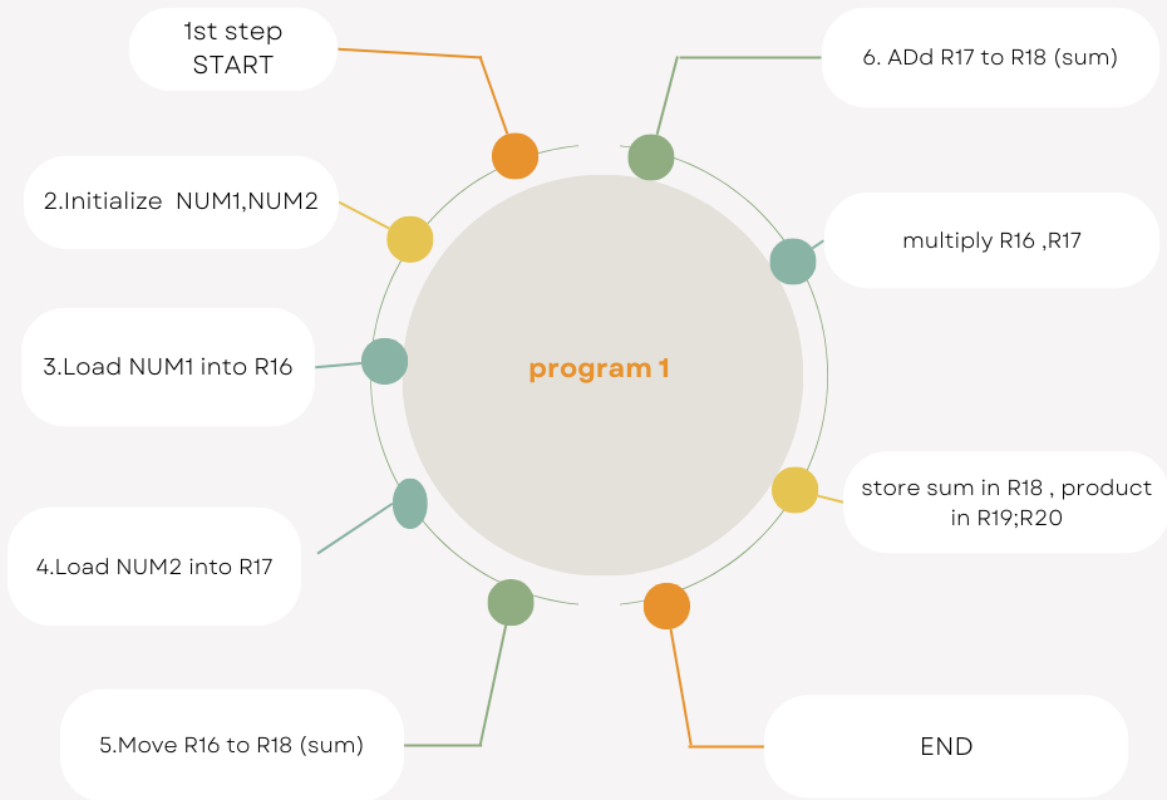 1st step
START
2.Initialize NUM1,NUM2
3.Load NUM1 into R16
4.Load NUM2 into R17
5.Move R16 to R18 (sum)
program 1
6. ADd R17 to R18 (sum)
multiply R16 ,R17
store sum in R18 , product
in R19;R20
END